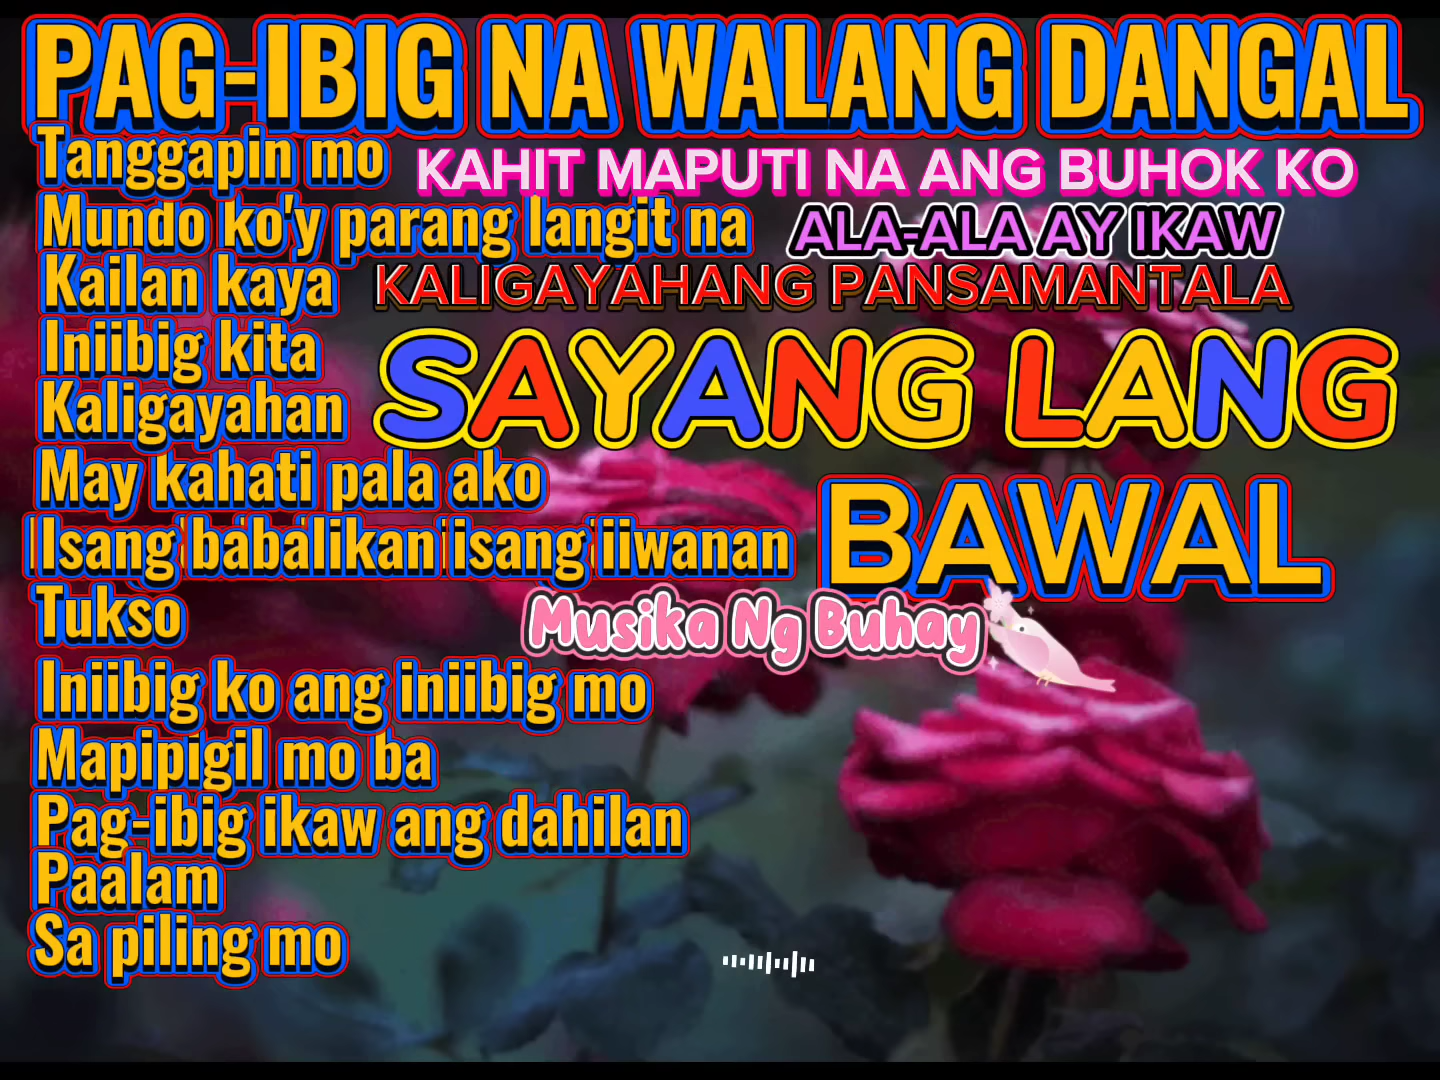 PAG-IBIG NA WALANG DANGAL
Tanggapin mo
KAHIT MAPUTI NA ANG BUHOK KO
Mundo ko'y parang langit na
ALA-ALA AY IKAW
Kailan kaya
KALIGAYAHANG PANSAMANTALA
Iniibig kita
SAYANG LANG
Kaligayahan
May kahati pala ako
BAWAL
Isang babalikan isang iiwanan
Tukso
Musika Ng Buhay
Iniibig ko ang iniibig mo
Mapipigil mo ba
Pag-ibig ikaw ang dahilan
Paalam
Sa piling mo